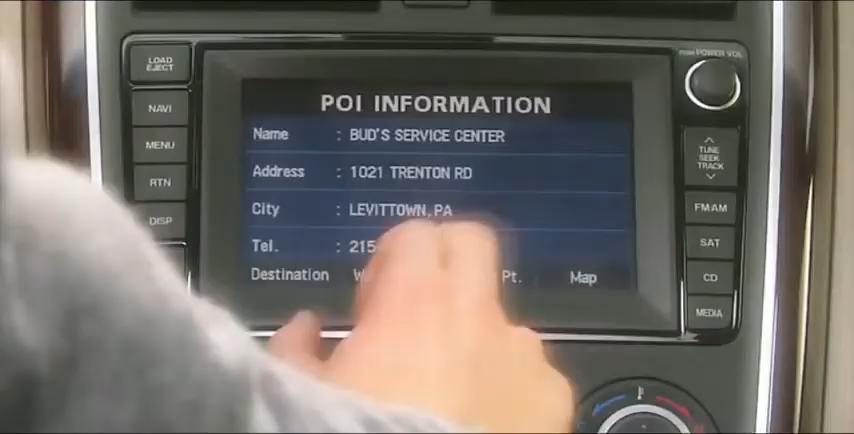 LOAD
EJECT
NAVI
MENU
RTN
DISP
POI INFORMATION
Name : BUD'S SERVICE CENTER
Address : 1021 TRENTON RD
City : LEVITTOWN, PA
Tel. : 215
Destination Pt. Map
POWER VOL
TUNE
SEEK
TRACK
FM/AM
SAT
CD
MEDIA